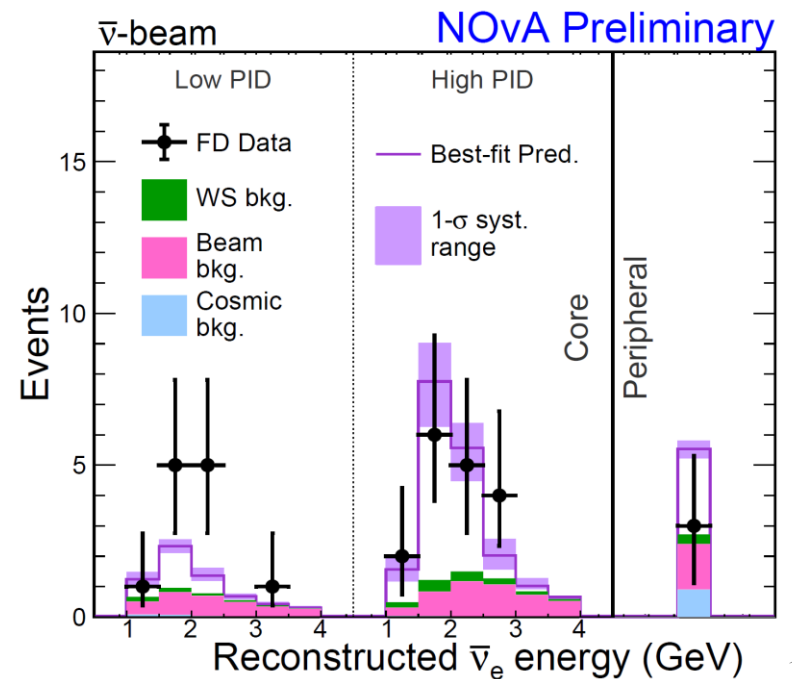 ν̅-beam
NOvA Preliminary
Low PID
High PID
FD Data
WS bkg.
Beam
bkg.
Cosmic
bkg.
Best-fit Pred.
1-σ syst.
range
Core
Peripheral
Events
15
10
5
0
1 2 3 4
1 2 3 4
Reconstructed ν̅e energy (GeV)